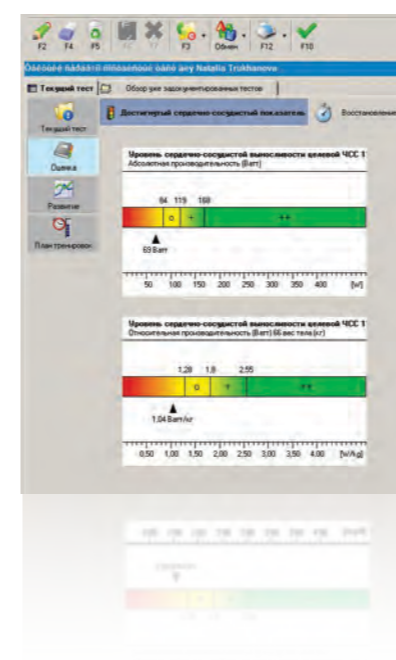 F2 F4 F5 F3 Обмен F12 F10
Natalia Trukhanova
Текущий тест Обзор уже задокументированных тестов
Текущий тест
Достигнутый сердечно-сосудистый показатель Восстановление
Оценка
Развитие
План тренировок
Уровень сердечно-сосудистой выносливости целевой ЧСС 1
Абсолютная производительность (Ватт)
84 119 168
o + ++
69 Ватт
50 100 150 200 250 300 350 400 [w]
Уровень сердечно-сосудистой выносливости целевой ЧСС 1
Относительная производительность (Ватт) 66 вес тела (кг)
1,28 1,8 2,55
o + ++
1.04 Ватт/кг
0,50 1,00 1,50 2,00 2,50 3,00 3,50 4,00 [w/kg]